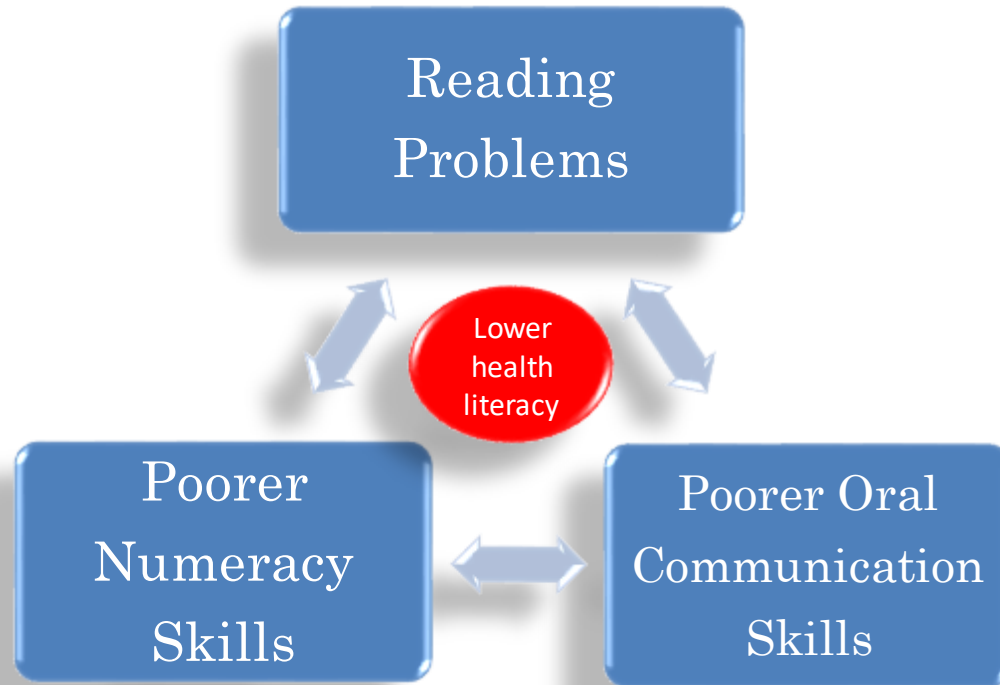 Reading
Problems
Lower
health
literacy
Poorer
Numeracy
Skills
Poorer Oral
Communication
Skills